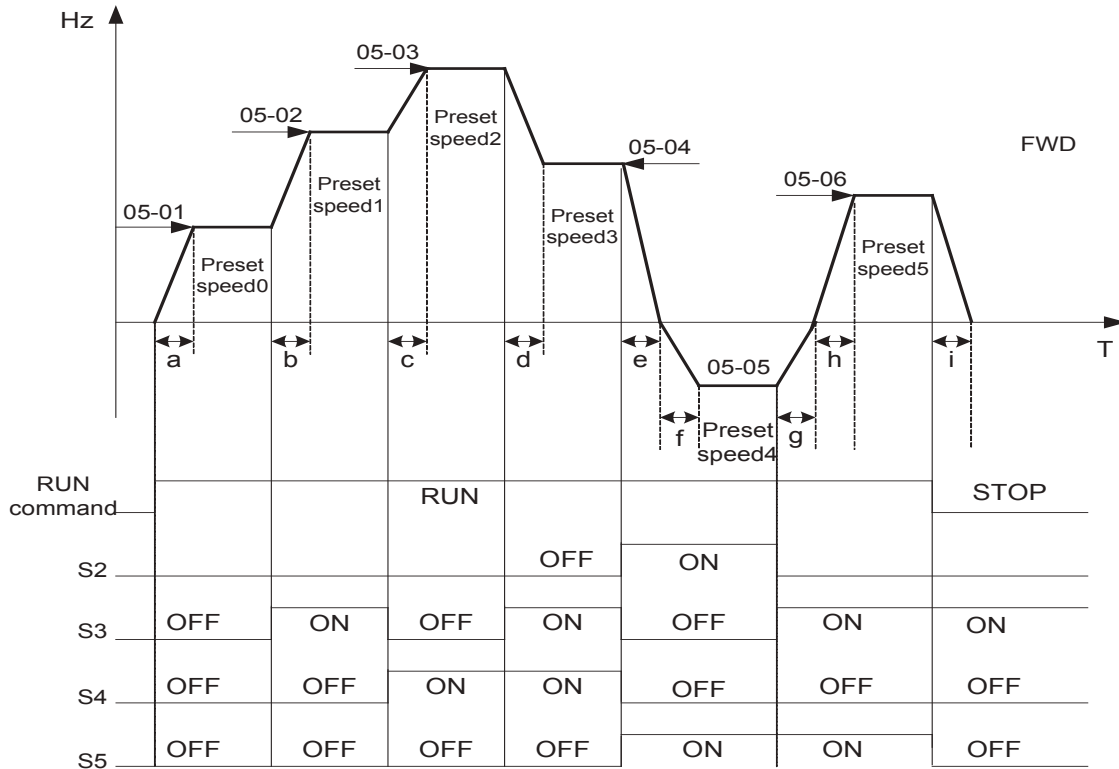 Hz
05-03
05-02
05-04
FWD
05-01
05-06
Preset
speed2
Preset
speed1
Preset
speed3
Preset
speed5
Preset
speed0
T
a
b
c
d
e
h
i
05-05
f
Preset
speed4
g
RUN
command
RUN
STOP
S2
OFF
ON
S3
OFF
ON
OFF
ON
OFF
ON
ON
S4
OFF
OFF
ON
ON
OFF
OFF
OFF
S5
OFF
OFF
OFF
OFF
ON
ON
OFF